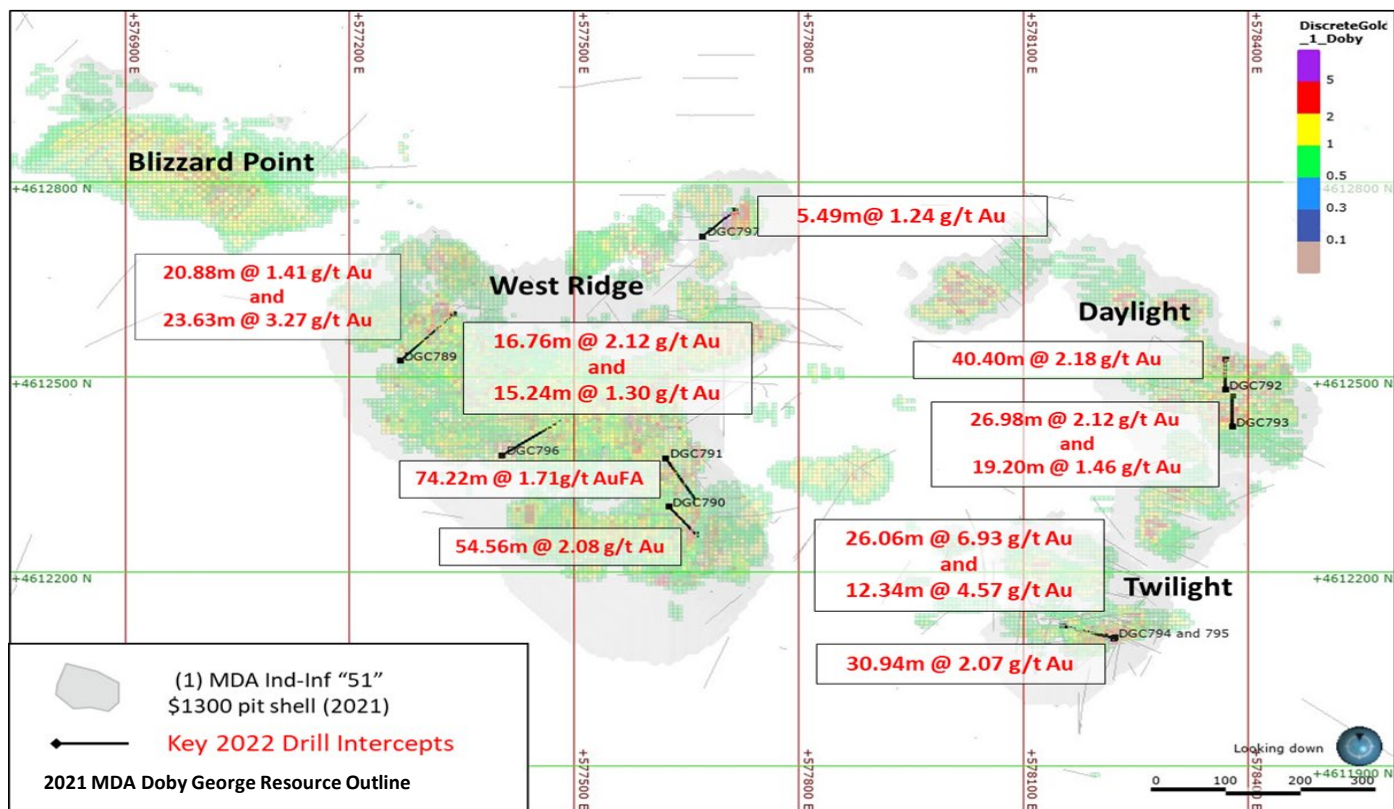 +576900 E
+577200 E
+577500 E
+577800 E
+578100 E
+578400 E
DiscreteGold
_1_Doby
5
2
1
0.5
0.3
0.1
Blizzard Point
+4612800 N
+4612800 N
5.49m@ 1.24 g/t Au
DGC797
20.88m @ 1.41 g/t Au
and
23.63m @ 3.27 g/t Au
West Ridge
Daylight
DGC789
16.76m @ 2.12 g/t Au
and
15.24m @ 1.30 g/t Au
40.40m @ 2.18 g/t Au
+4612500 N
+4612500 N
DGC792
26.98m @ 2.12 g/t Au
and
19.20m @ 1.46 g/t Au
DGC793
DGC796
DGC791
74.22m @ 1.71g/t AuFA
DGC790
54.56m @ 2.08 g/t Au
26.06m @ 6.93 g/t Au
and
12.34m @ 4.57 g/t Au
+4612200 N
+4612200 N
Twilight
DGC794 and 795
30.94m @ 2.07 g/t Au
(1) MDA Ind-Inf “51”
$1300 pit shell (2021)
Key 2022 Drill Intercepts
2021 MDA Doby George Resource Outline
+577500 E
+577800 E
+578100 E
+578400 E
Looking down
+4611900 N
0 100 200 300